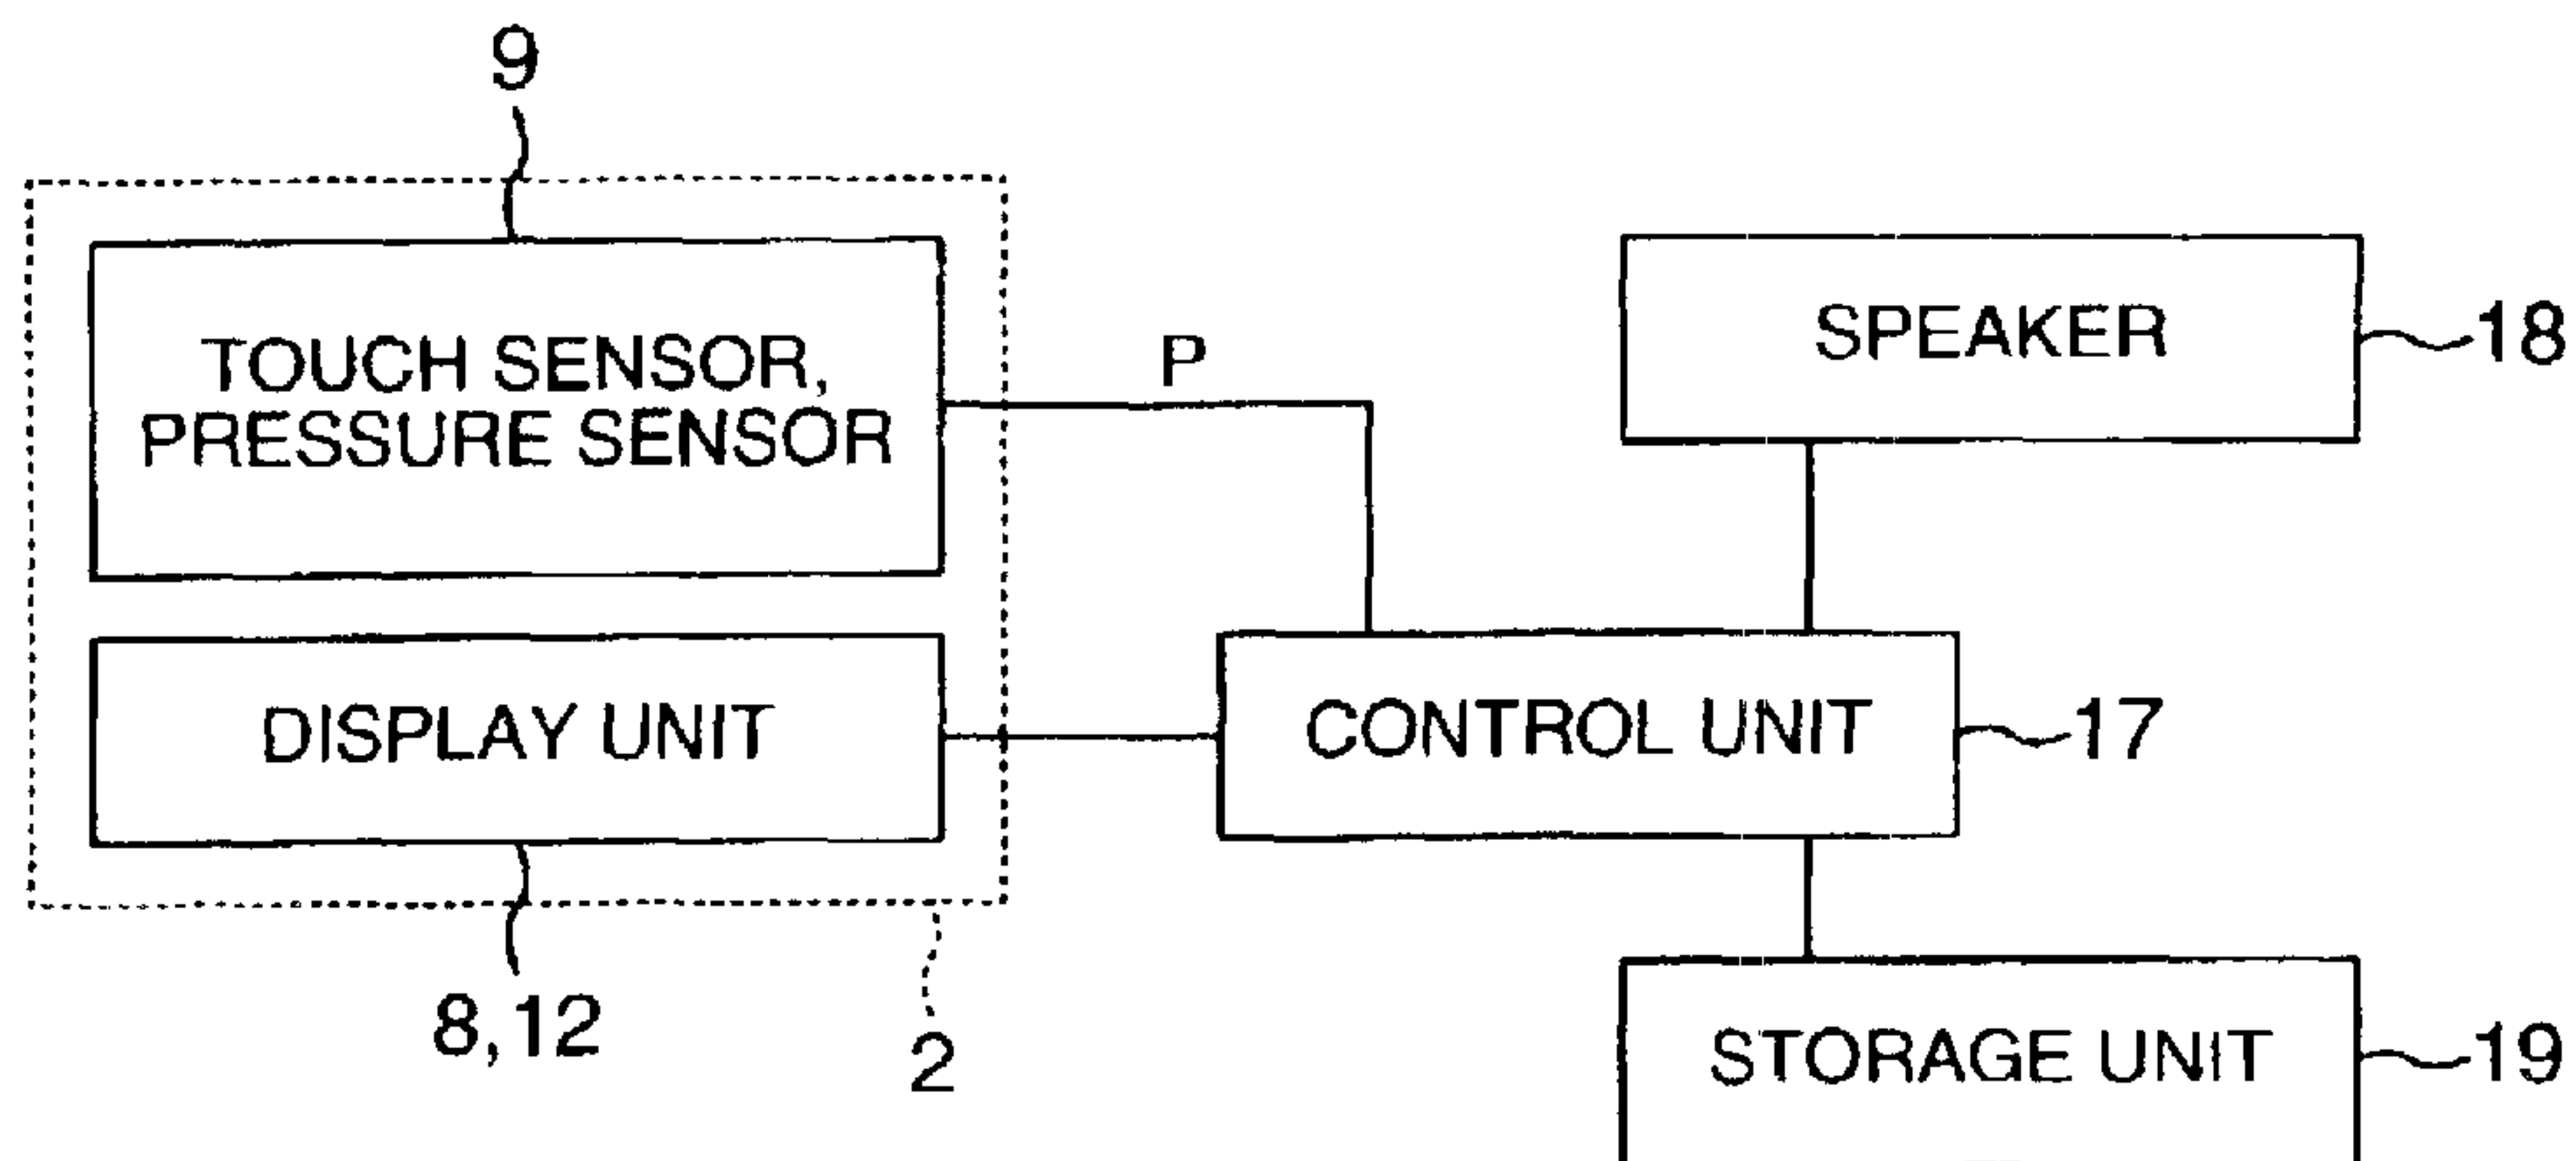 9
TOUCH SENSOR,
PRESSURE SENSOR
P
SPEAKER
18
DISPLAY UNIT
CONTROL UNIT
17
8,12
2
STORAGE UNIT
19